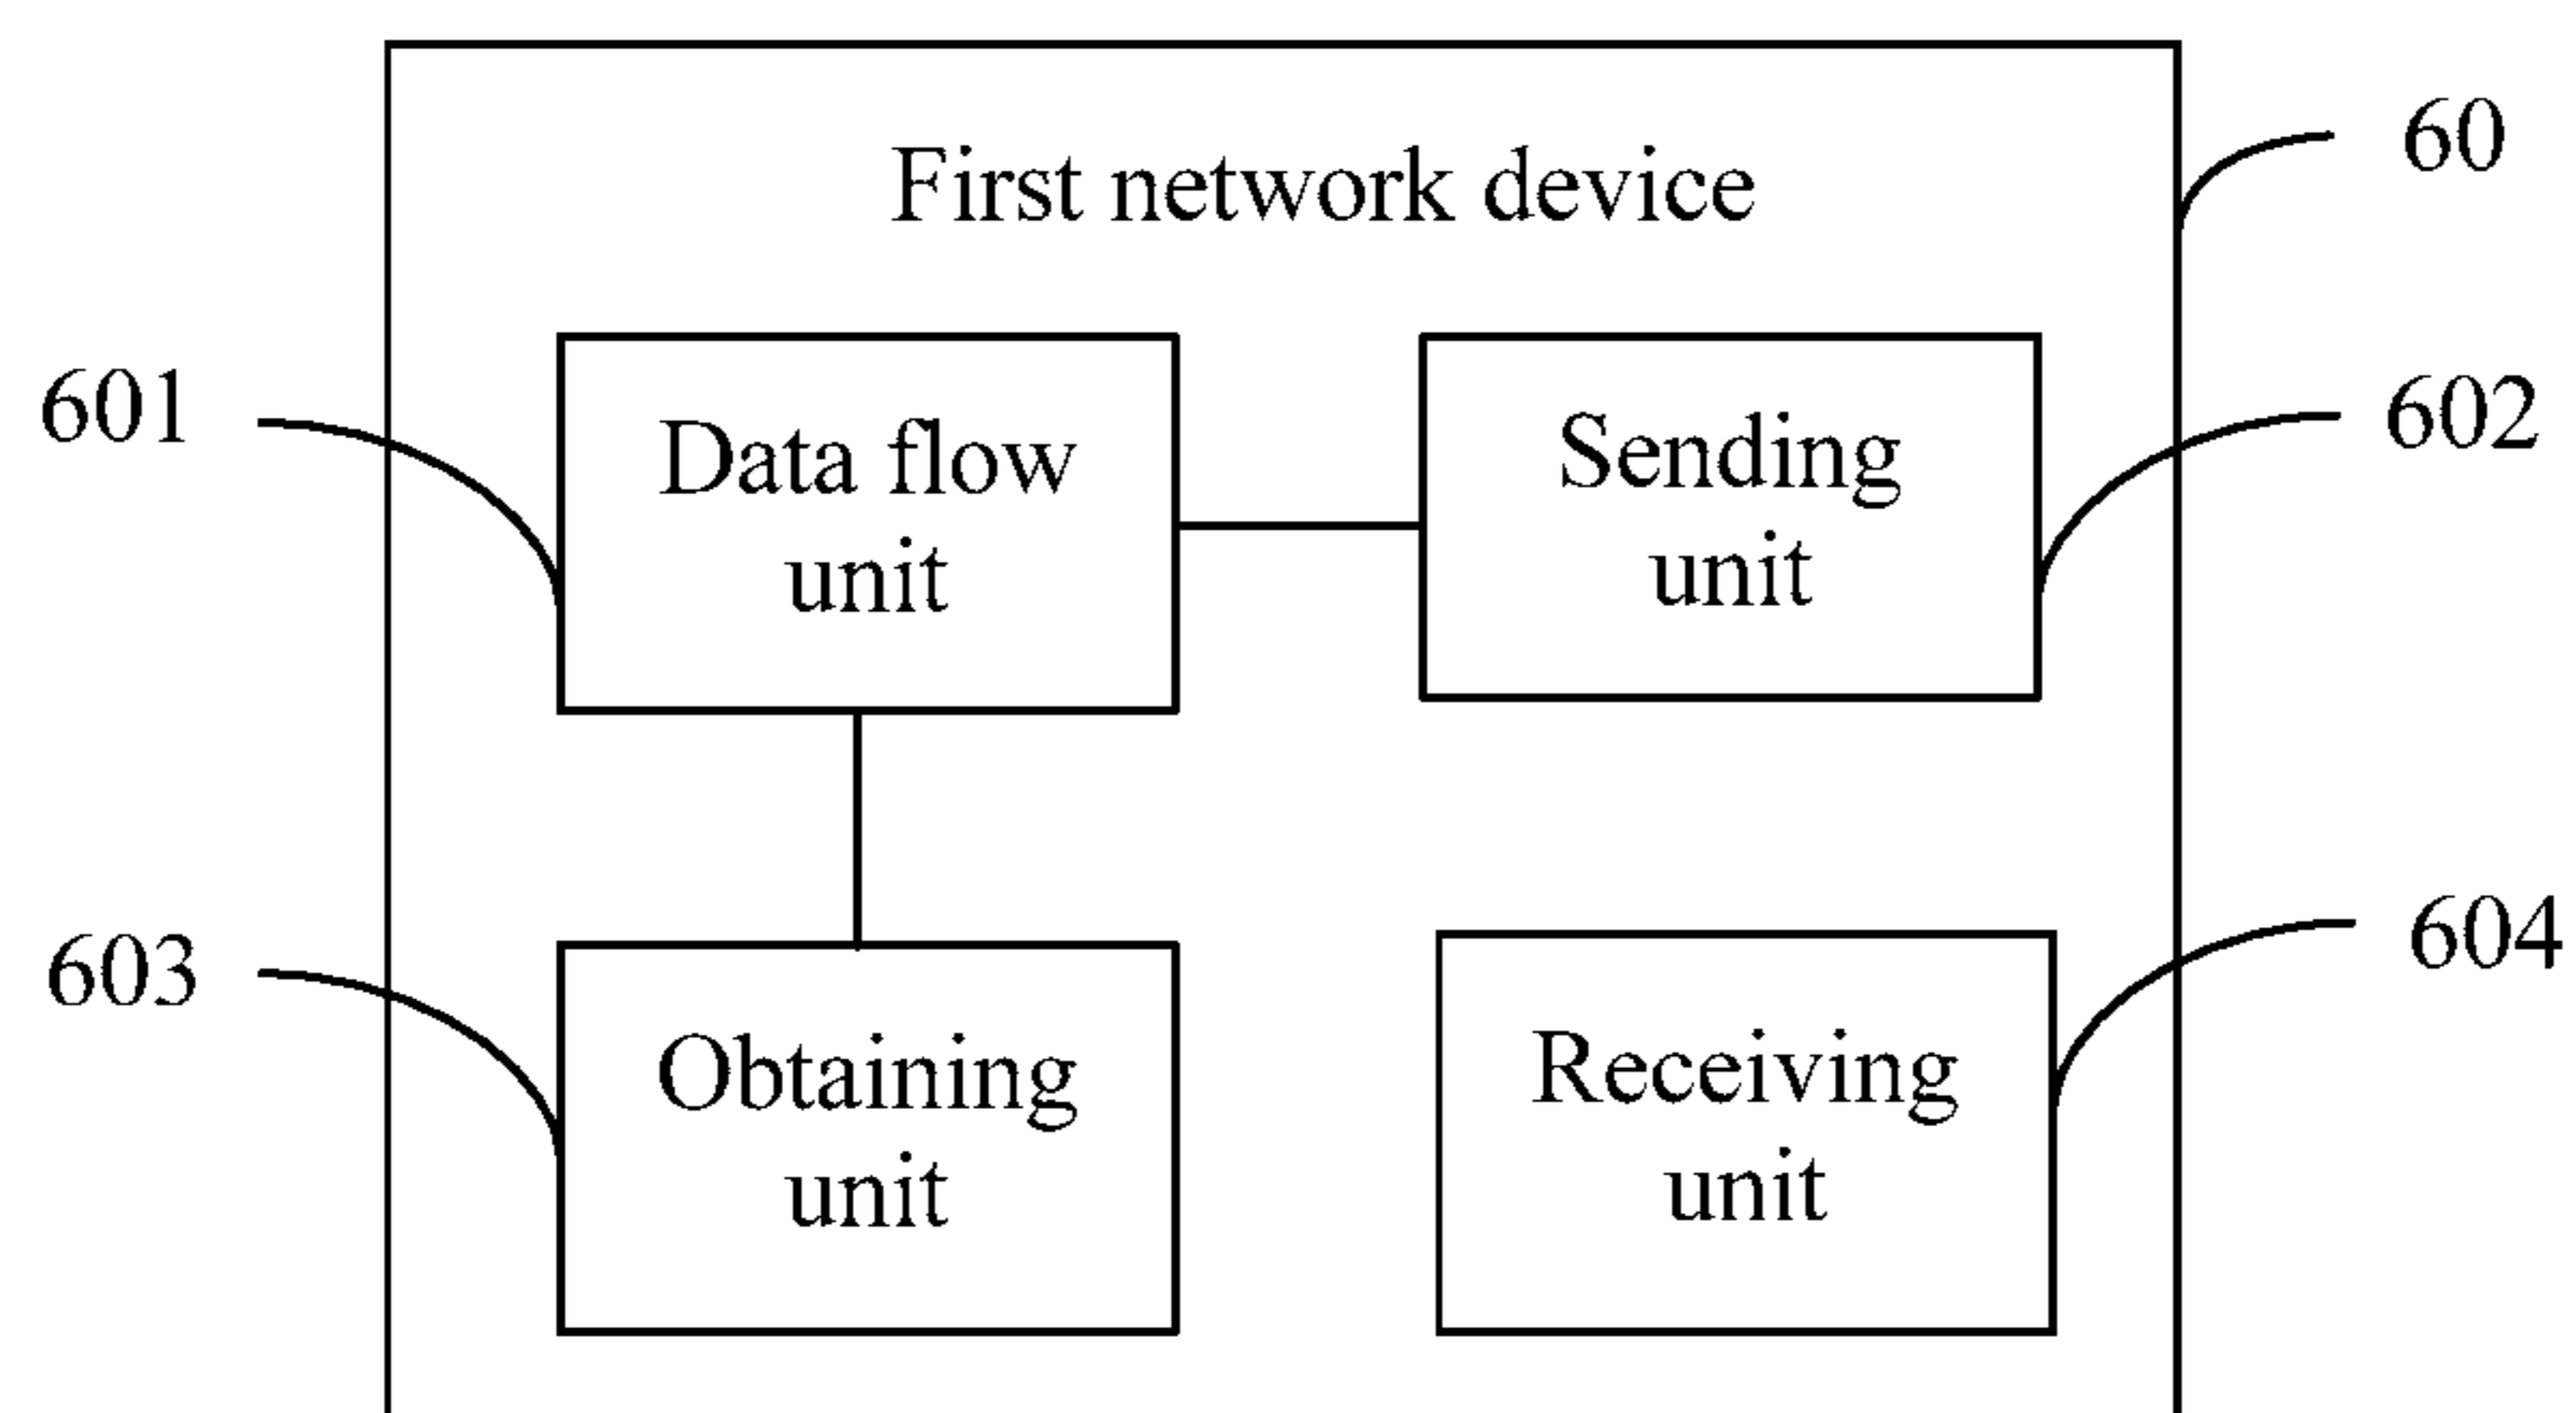 First network device
60
601
Data flow
unit
Sending
unit
602
603
Obtaining
unit
Receiving
unit
604